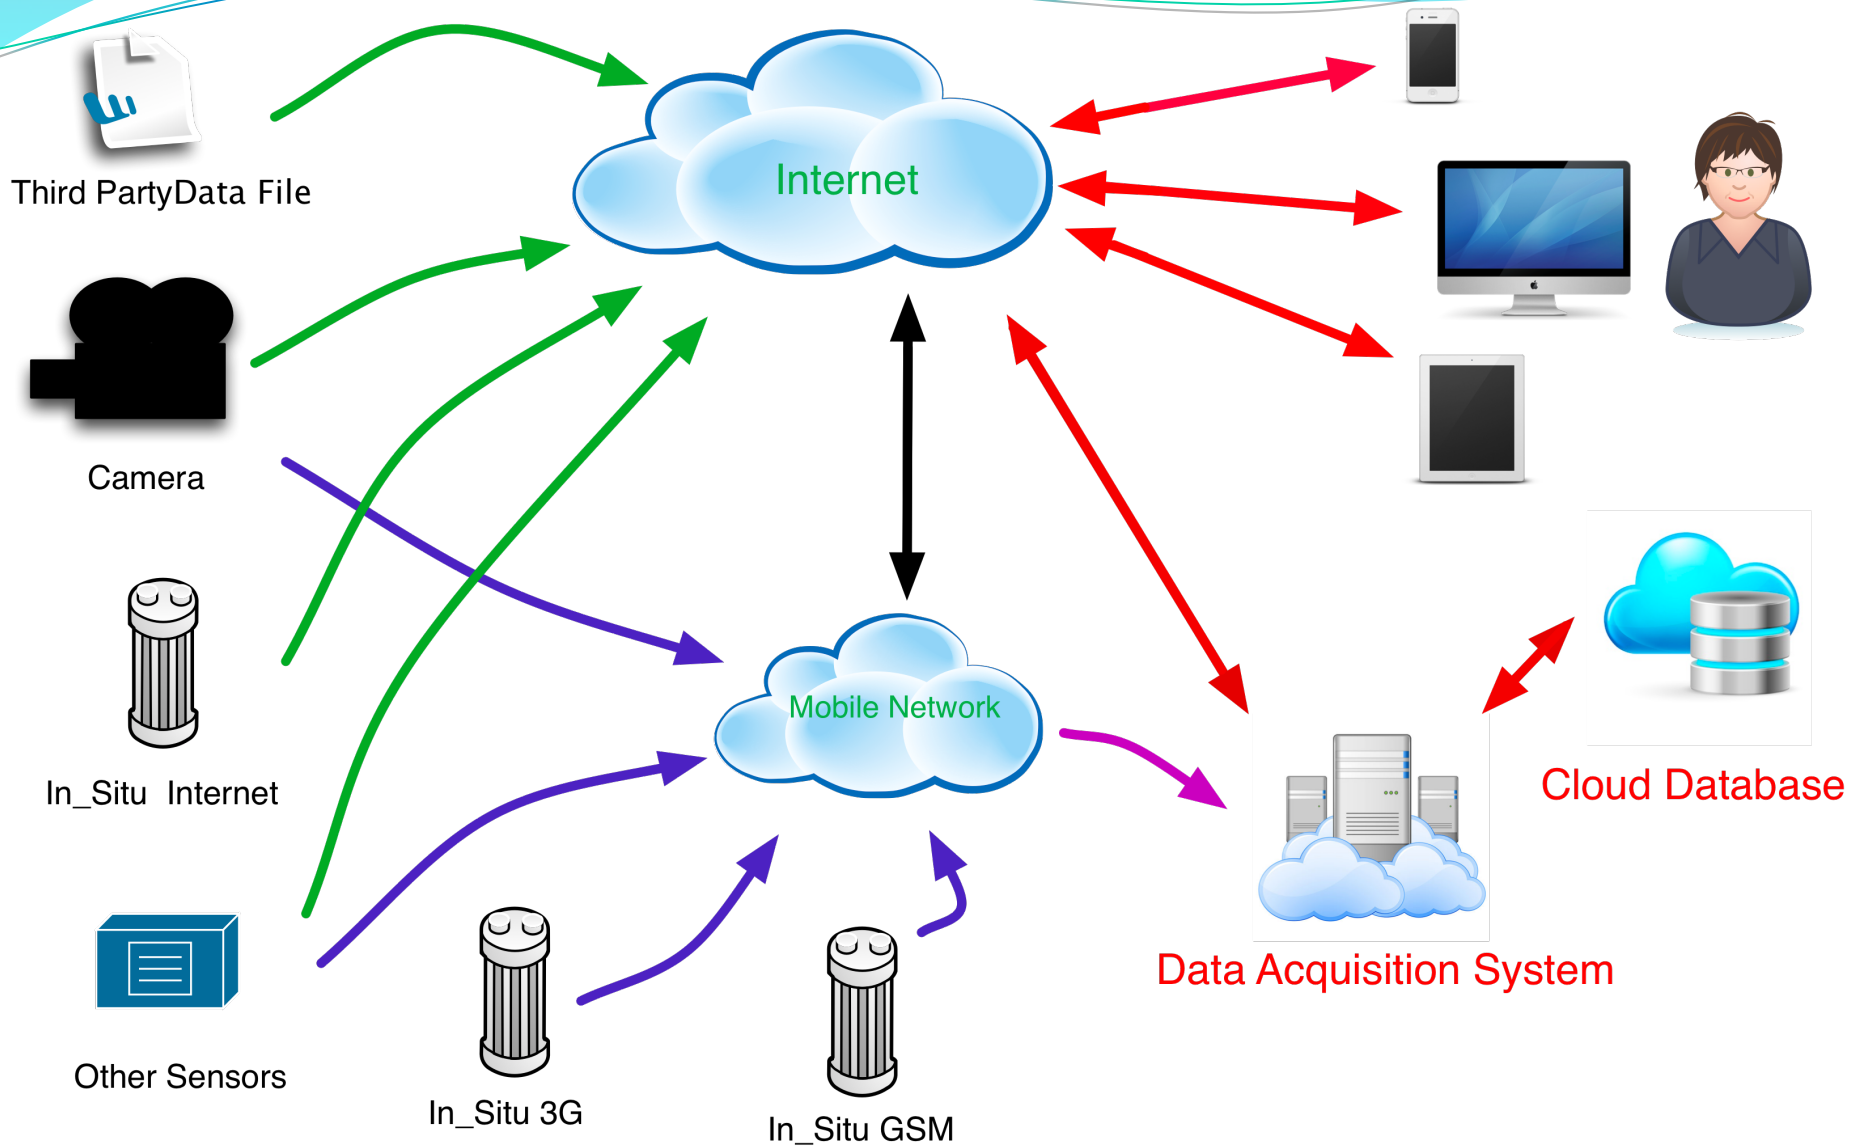 Third PartyData File
Internet
Camera
Mobile Network
In_Situ  Internet
Cloud Database
Data Acquisition System
Other Sensors
In_Situ 3G
In_Situ GSM